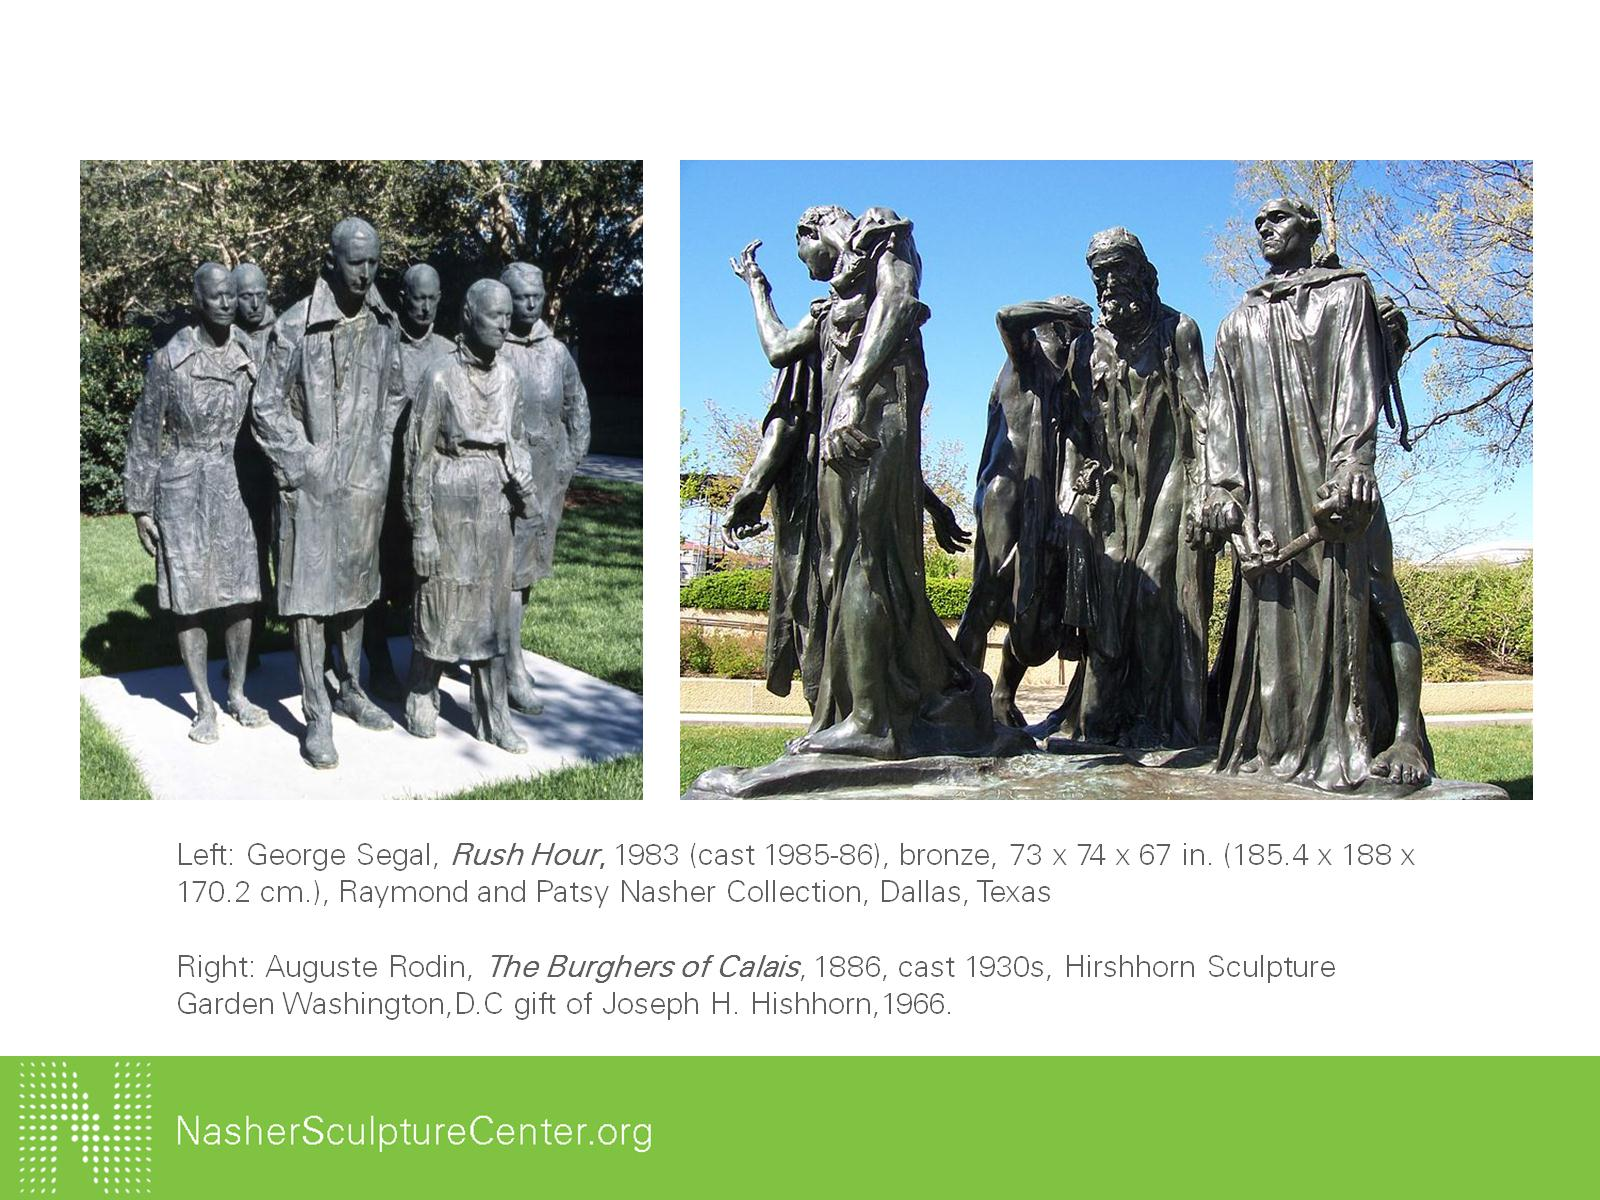 Left: George Segal, Rush Hour, 1983 (cast 1985-86), bronze, 73 x 74 x 67 in. (185.4 x 188 x
170.2 cm.), Raymond and Patsy Nasher Collection, Dallas, Texas
Right: Auguste Rodin, The Burghers of Calais, 1886, cast 1930s, Hirshhorn Sculpture
Garden Washington,D.C gift of Joseph H. Hishhorn,1966.
N
NasherSculptureCenter.org